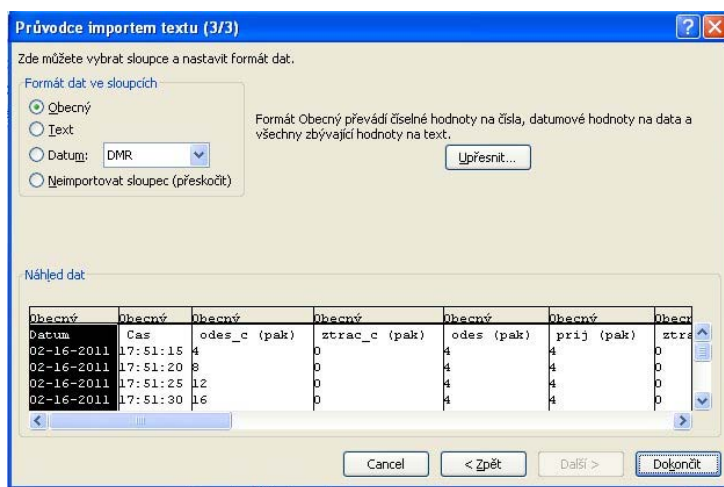 Průvodce importem textu (3/3)
Zde můžete vybrat sloupce a nastavit formát dat.
Formát dat ve sloupcích
Obecný
Text
Datum: DMR
Neimportovat sloupec (přeskočit)
Formát Obecný převádí číselné hodnoty na čísla, datumové hodnoty na data a
všechny zbývající hodnoty na text.
Upřesnit...
Náhled dat
Obecný Obecný Obecný Obecný Obecný Obecný Obecn
Datum Cas odes_c (pak) ztrac_c (pak) odes (pak) prij (pak) ztra
02-16-2011 17:51:15 4 0 4 4 0
02-16-2011 17:51:20 8 0 4 4 0
02-16-2011 17:51:25 12 0 4 4 0
02-16-2011 17:51:30 16 0 4 4 0
Cancel < Zpět Další > Dokončit